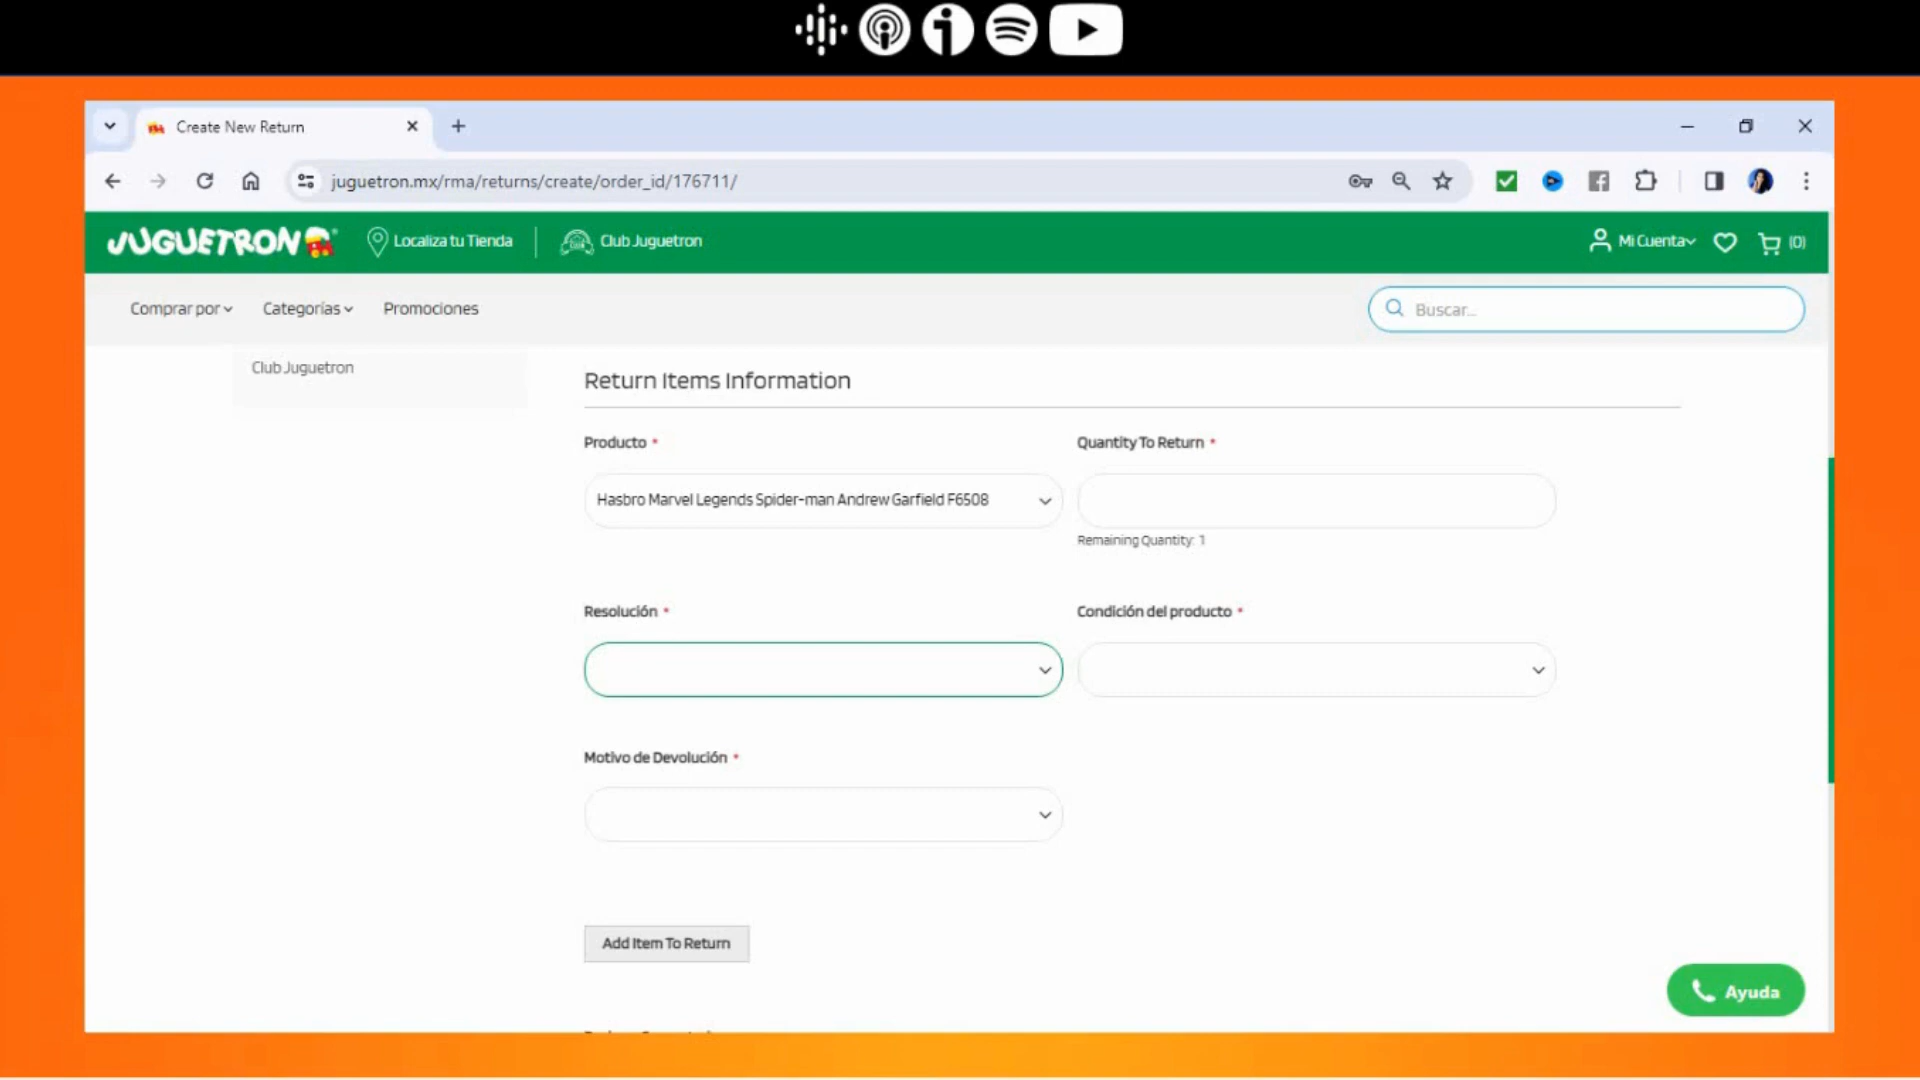 Create New Return
juguetron.mx/rma/returns/create/order_id/176711/
JUGUETRON
Localiza tu Tienda
Club Juguetron
Mi Cuenta
(0)
Comprar por
Categorías
Promociones
Buscar...
Club Juguetron
Return Items Information
Producto *
Quantity To Return *
Hasbro Marvel Legends Spider-man Andrew Garfield F6508
Remaining Quantity: 1
Resolución *
Condición del producto *
Motivo de Devolución *
Add Item To Return
Ayuda